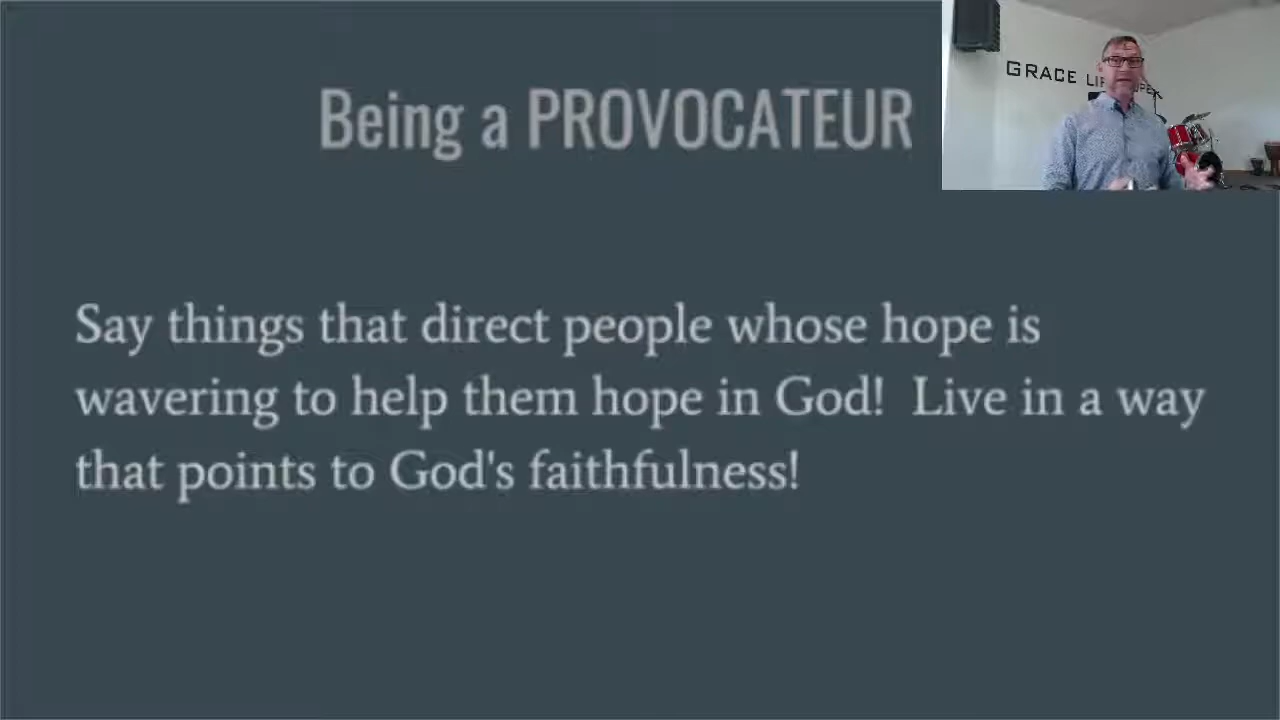 Being a PROVOCATEUR
GRACE
Say things that direct people whose hope is
wavering to help them hope in God! Live in a way
that points to God's faithfulness!